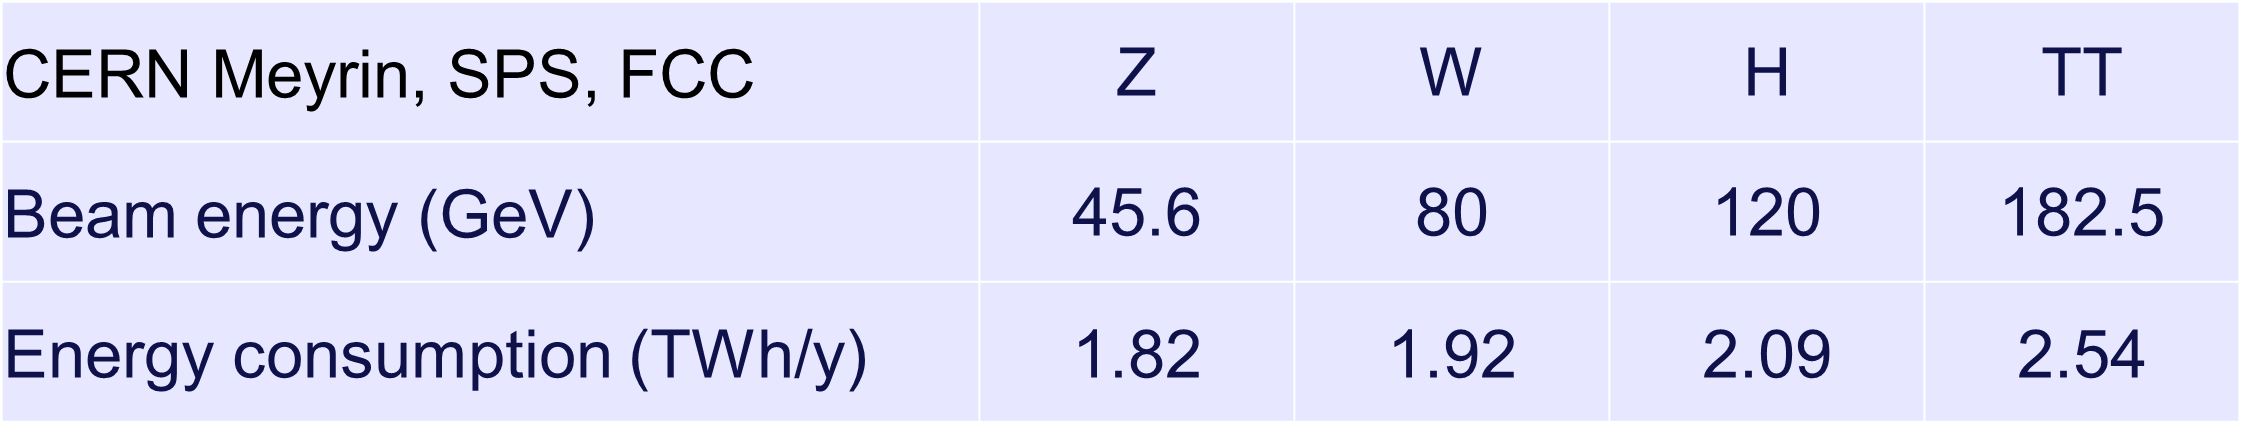 CERN Meyrin, SPS, FCC Z W H TT
Beam energy (GeV) 45.6 80 120 182.5
Energy consumption (TWh/y) 1.82 1.92 2.09 2.54